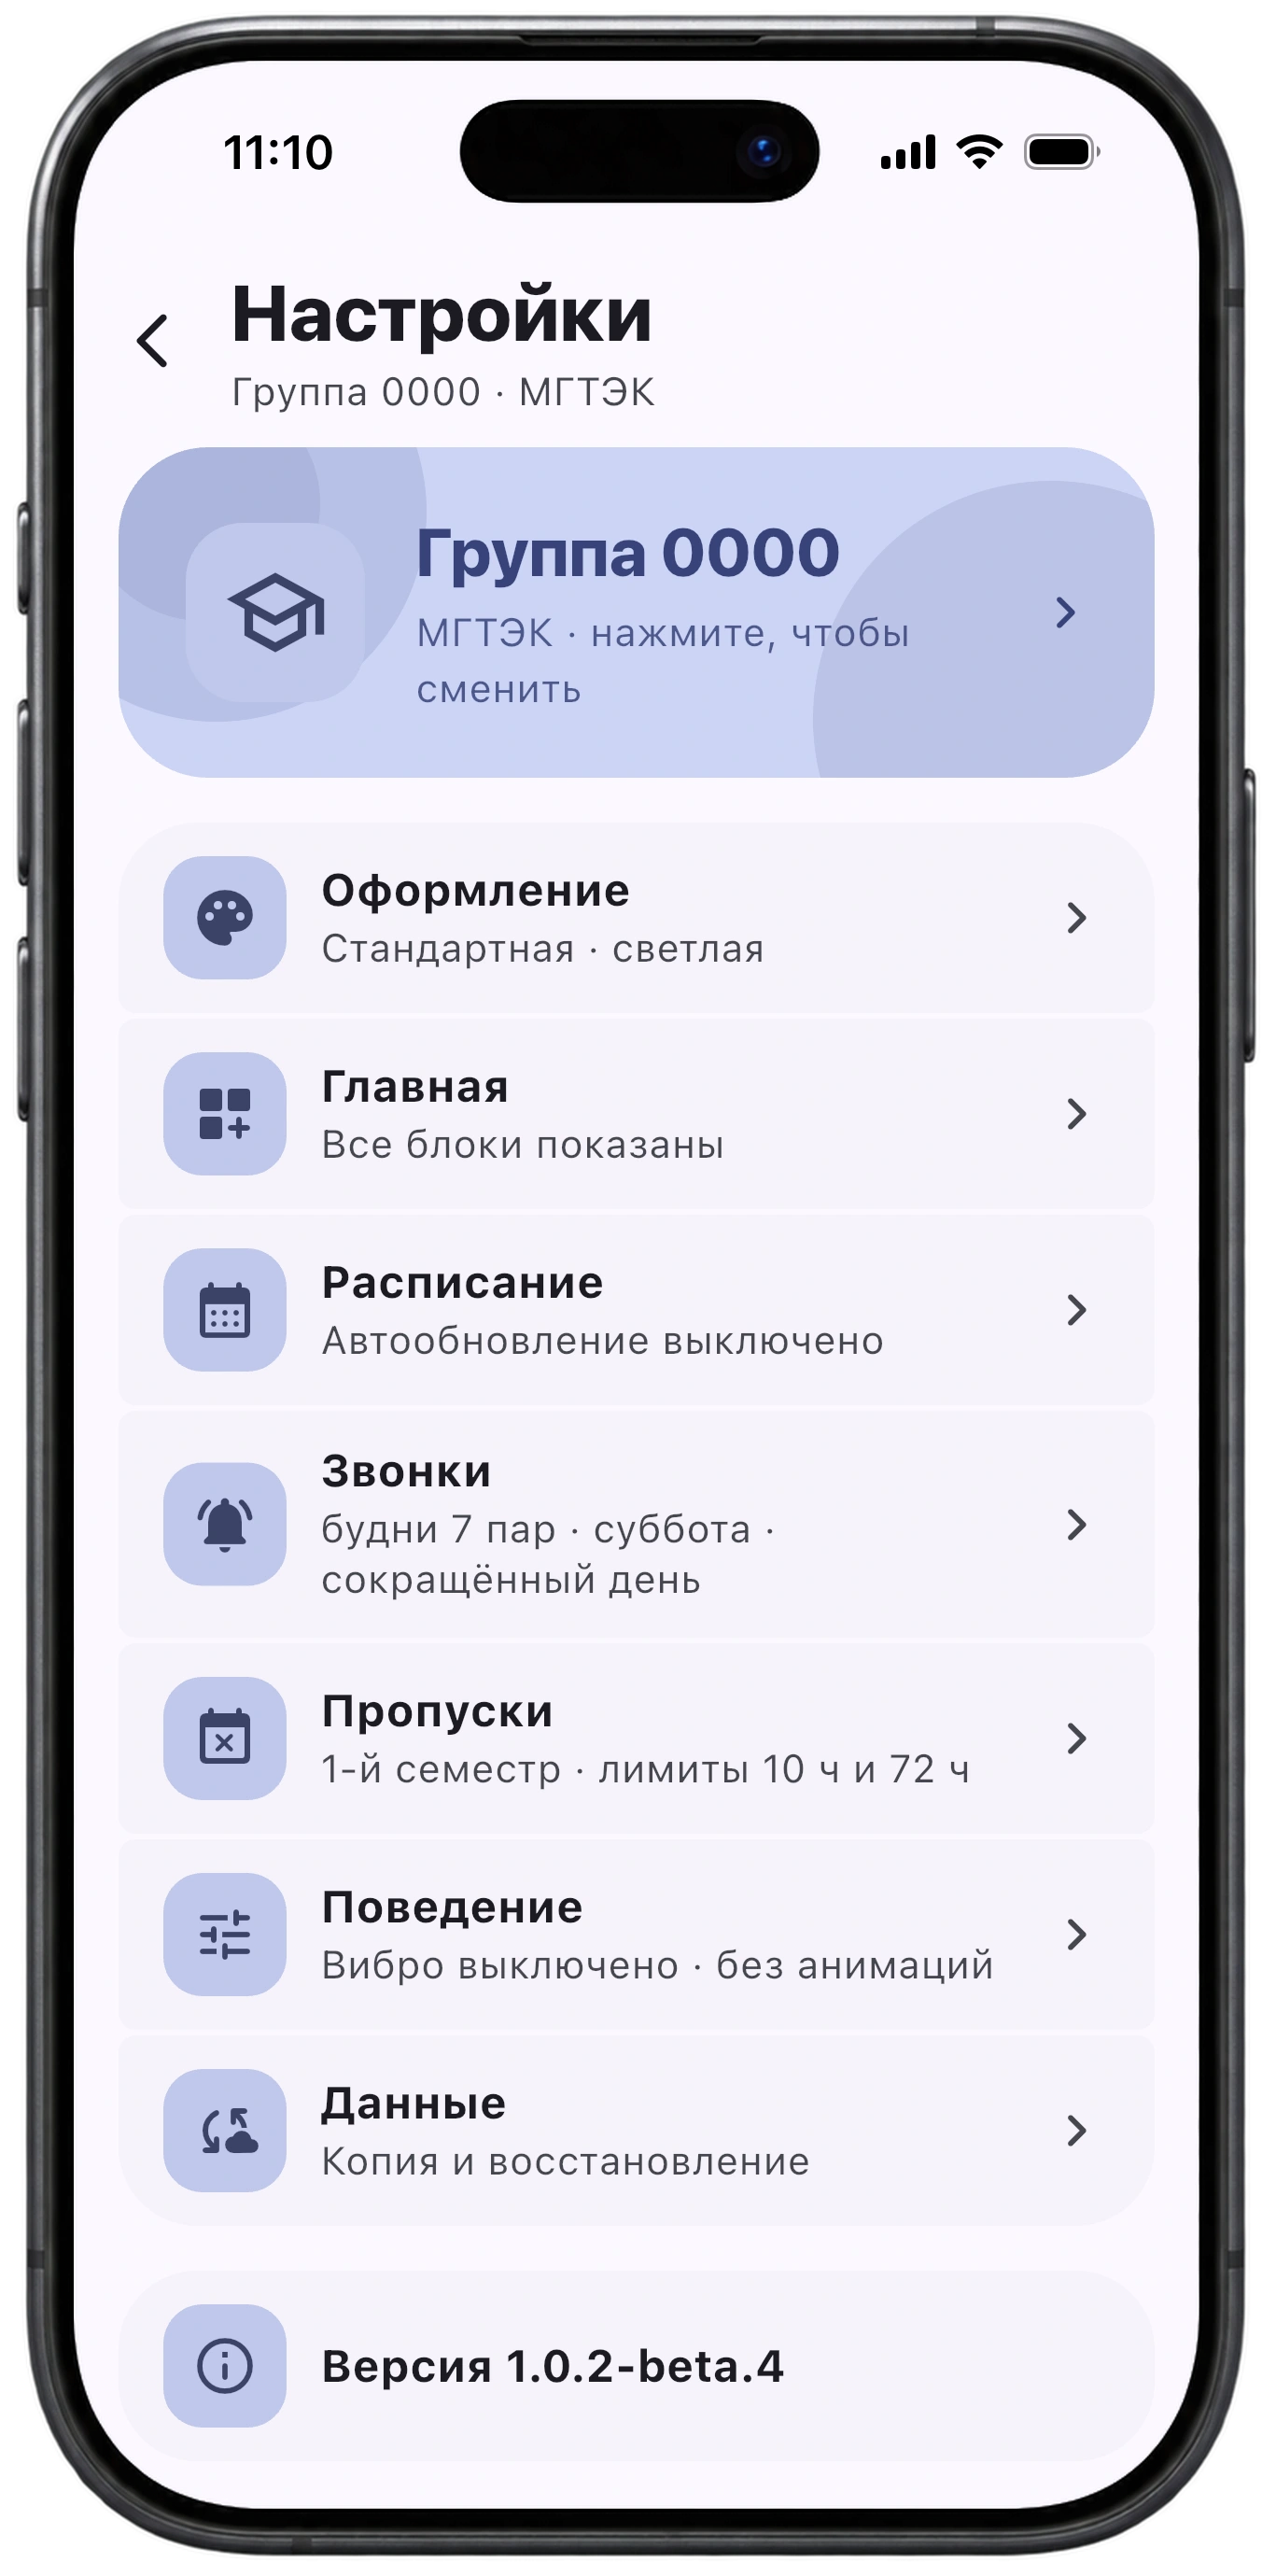 11:10
Настройки
Группа 0000 · МГТЭК
Группа 0000
МГТЭК · нажмите, чтобы
сменить
Оформление
Стандартная · светлая
Главная
Все блоки показаны
Расписание
Автообновление выключено
Звонки
будни 7 пар · суббота ·
сокращённый день
Пропуски
1-й семестр · лимиты 10 ч и 72 ч
Поведение
Вибро выключено · без анимаций
Данные
Копия и восстановление
Версия 1.0.2-beta.4